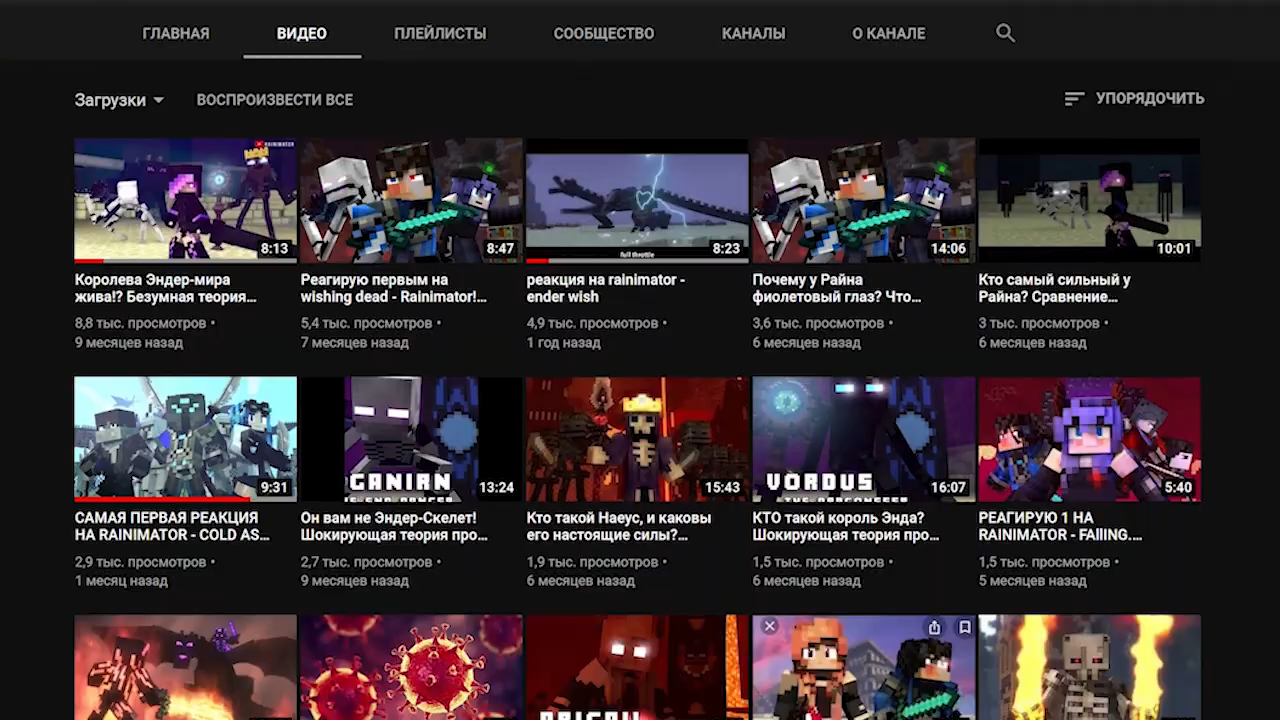 ГЛАВНАЯ ВИДЕО ПЛЕЙЛИСТЫ СООБЩЕСТВО КАНАЛЫ О КАНАЛЕ
Загрузки ВОСПРОИЗВЕСТИ ВСЕ УПОРЯДОЧИТЬ
RAINIMATOR
8:13
8:47
full throttle
8:23
14:06
10:01
Королева Эндер-мира
жива!? Безумная теория...
8,8 тыс. просмотров •
9 месяцев назад
Реагирую первым на
wishing dead - Rainimator!...
5,4 тыс. просмотров •
7 месяцев назад
реакция на rainimator -
ender wish
4,9 тыс. просмотров •
1 год назад
Почему у Райна
фиолетовый глаз? Что...
3,6 тыс. просмотров •
6 месяцев назад
Кто самый сильный у
Райна? Сравнение...
3 тыс. просмотров •
6 месяцев назад
9:31
GANIRN
13:24
15:43
VORDUS
16:07
5:40
САМАЯ ПЕРВАЯ РЕАКЦИЯ
НА RAINIMATOR - COLD AS...
2,9 тыс. просмотров •
1 месяц назад
Он вам не Эндер-Скелет!
Шокирующая теория про...
2,7 тыс. просмотров •
9 месяцев назад
Кто такой Наеус, и каковы
его настоящие силы?...
1,9 тыс. просмотров •
6 месяцев назад
КТО такой король Энда?
Шокирующая теория про...
1,5 тыс. просмотров •
6 месяцев назад
РЕАГИРУЮ 1 НА
RAINIMATOR - FAIIING....
1,5 тыс. просмотров •
5 месяцев назад